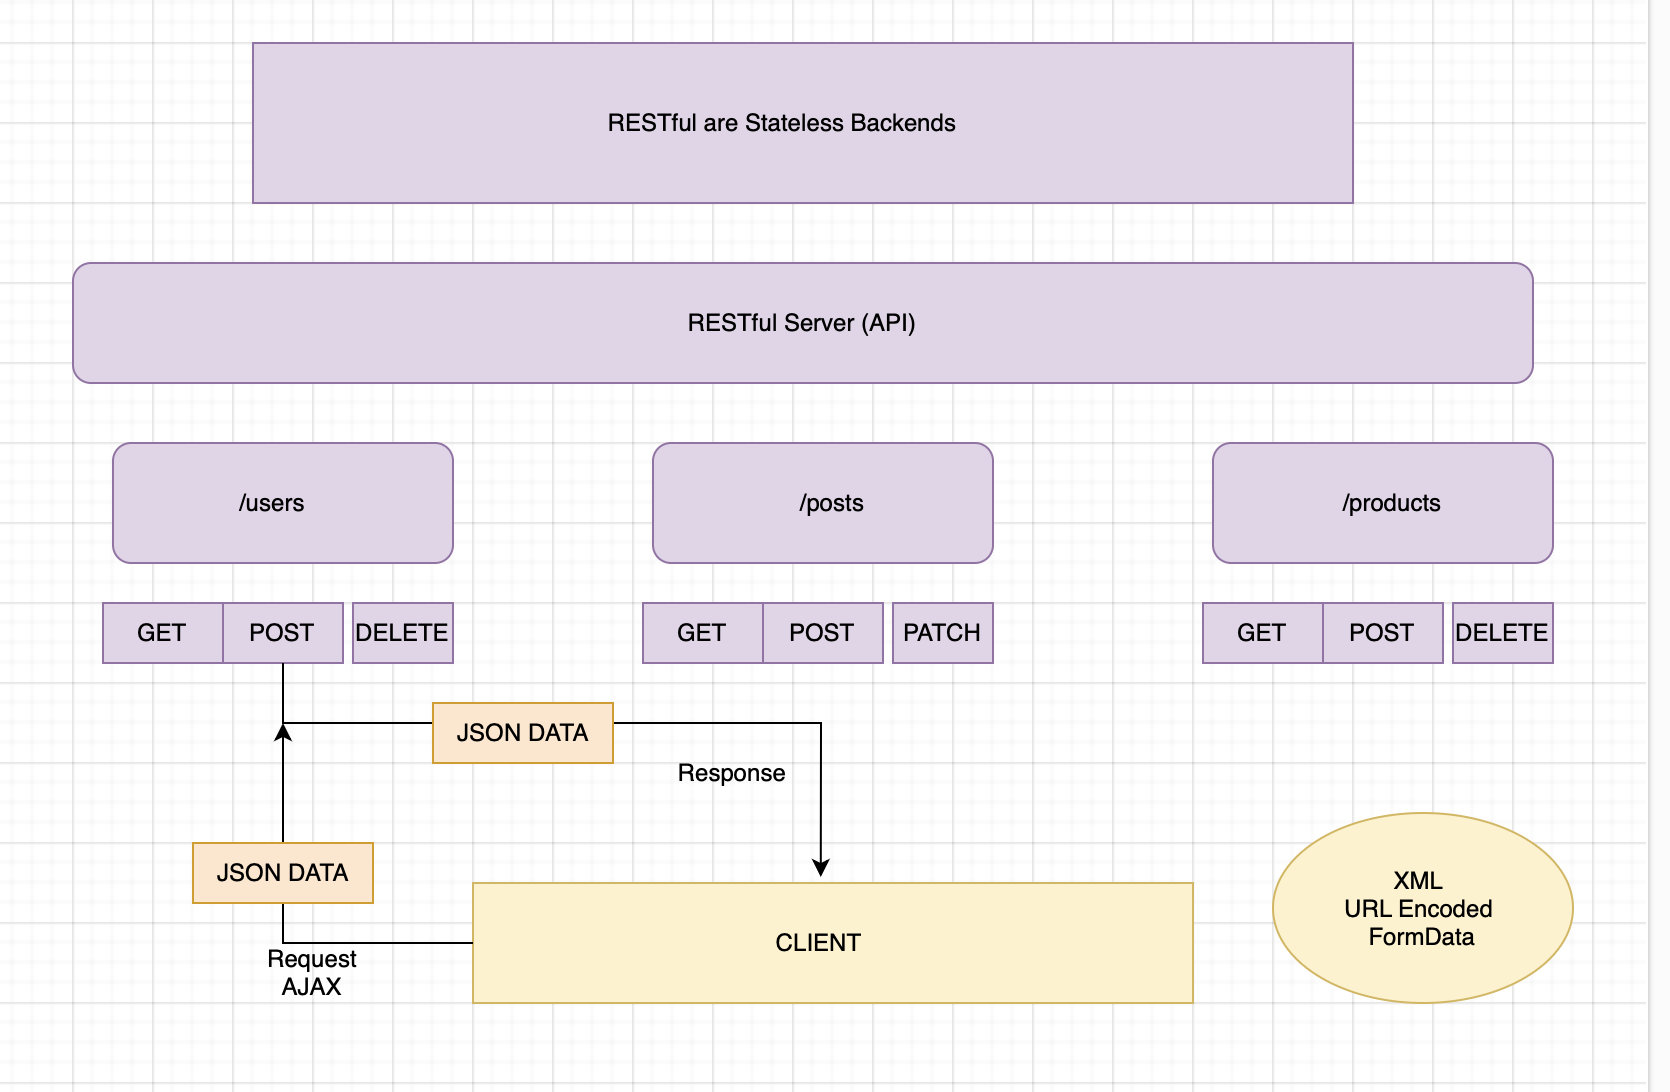 RESTful are Stateless Backends
RESTful Server (API)
/users
/posts
/products
GET POST DELETE
GET POST PATCH
GET POST DELETE
JSON DATA
Response
JSON DATA
Request
AJAX
CLIENT
XML
URL Encoded
FormData